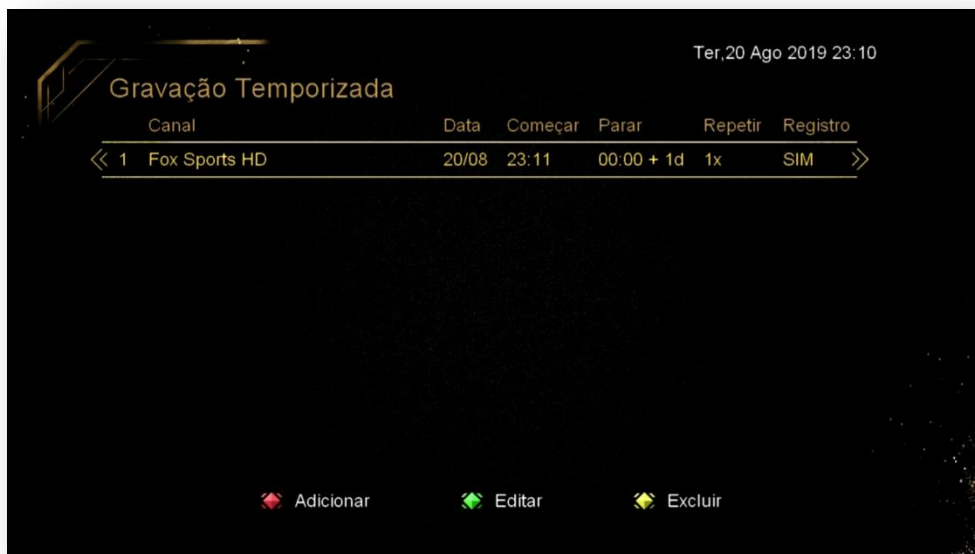 Ter,20 Ago 2019 23:10
Gravação Temporizada
Canal Data Começar Parar Repetir Registro
1 Fox Sports HD 20/08 23:11 00:00 + 1d 1x SIM
Adicionar Editar Excluir